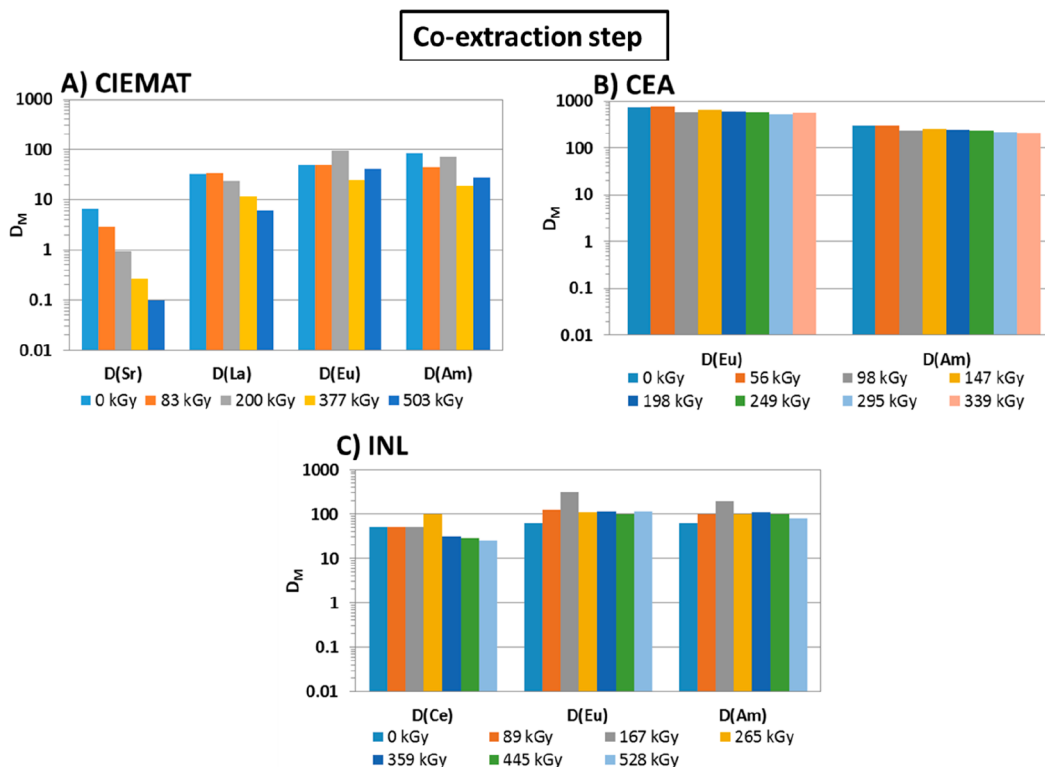 Co-extraction step
A) CIEMAT
1000
100
10
1
0.1
0.01
D_M
D(Sr) D(La) D(Eu) D(Am)
0 kGy 83 kGy 200 kGy 377 kGy 503 kGy
B) CEA
1000
100
10
1
0.1
0.01
D_M
D(Eu) D(Am)
0 kGy 56 kGy 98 kGy 147 kGy
198 kGy 249 kGy 295 kGy 339 kGy
C) INL
1000
100
10
1
0.1
0.01
D_M
D(Ce) D(Eu) D(Am)
0 kGy 89 kGy 167 kGy 265 kGy
359 kGy 445 kGy 528 kGy